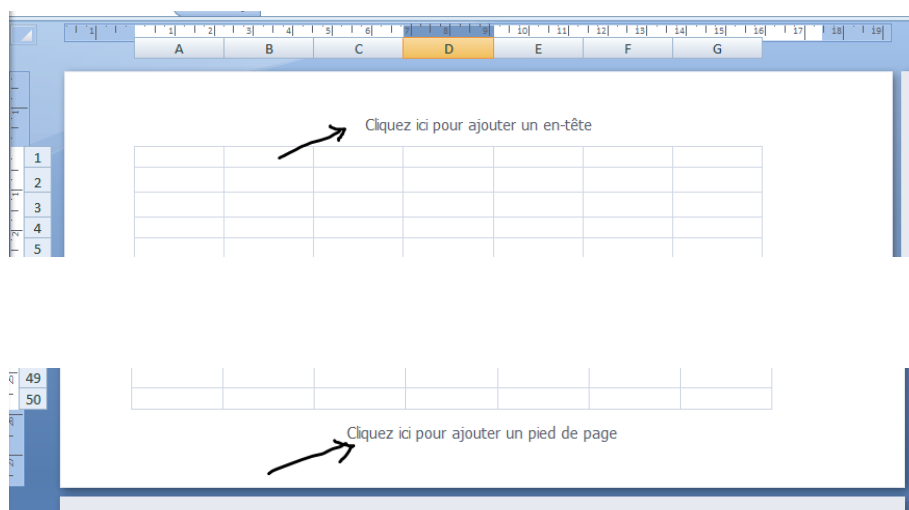 1 1 2 3 4 5 6 7 8 9 10 11 12 13 14 15 16 17 18 19
A B C D E F G
Cliquez ici pour ajouter un en-tête
1
2
3
4
5
49
50
Cliquez ici pour ajouter un pied de page